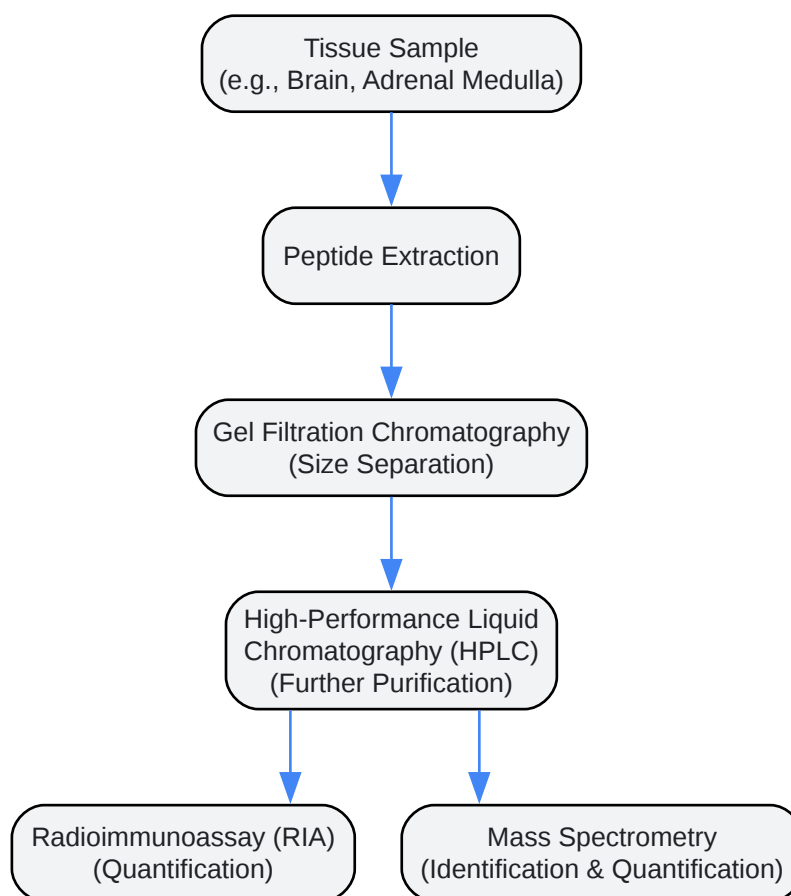 Tissue Sample
(e.g., Brain, Adrenal Medulla)
Peptide Extraction
Gel Filtration Chromatography
(Size Separation)
High-Performance Liquid
Chromatography (HPLC)
(Further Purification)
Radioimmunoassay (RIA)
(Quantification)
Mass Spectrometry
(Identification & Quantification)